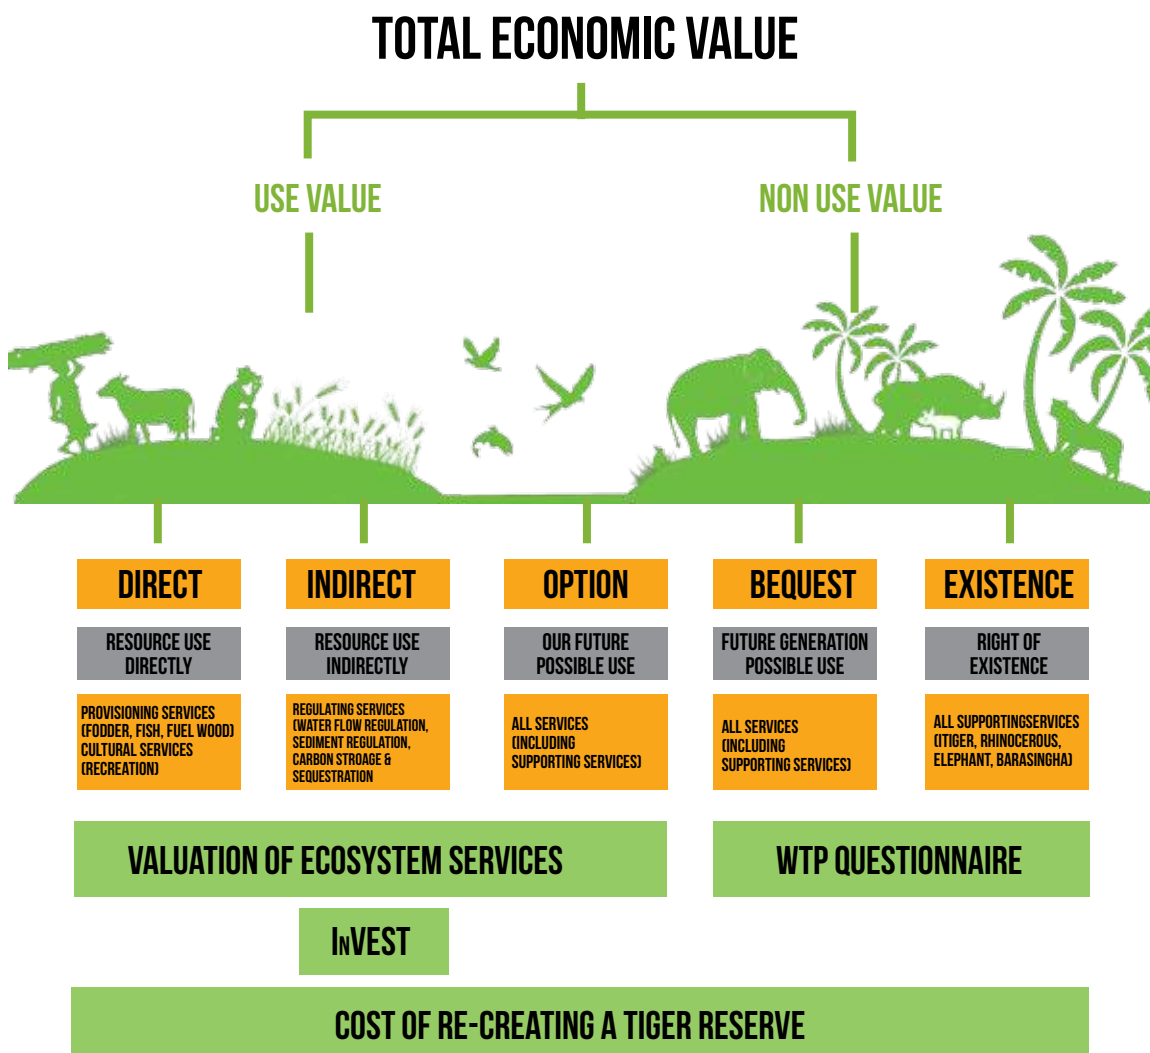 TOTAL ECONOMIC VALUE
USE VALUE
NON USE VALUE
DIRECT
INDIRECT
OPTION
BEQUEST
EXISTENCE
RESOURCE USE
DIRECTLY
RESOURCE USE
INDIRECTLY
OUR FUTURE
POSSIBLE USE
FUTURE GENERATION
POSSIBLE USE
RIGHT OF
EXISTENCE
PROVISIONING SERVICES
(FODDER, FISH, FUEL WOOD)
CULTURAL SERVICES
(RECREATION)
REGULATING SERVICES
(WATER FLOW REGULATION,
SEDIMENT REGULATION,
CARBON STROAGE &
SEQUESTRATION
ALL SERVICES
(INCLUDING
SUPPORTING SERVICES)
ALL SERVICES
(INCLUDING
SUPPORTING SERVICES)
ALL SUPPORTINGSERVICES
(ITIGER, RHINOCEROUS,
ELEPHANT, BARASINGHA)
VALUATION OF ECOSYSTEM SERVICES
WTP QUESTIONNAIRE
InVEST
COST OF RE-CREATING A TIGER RESERVE